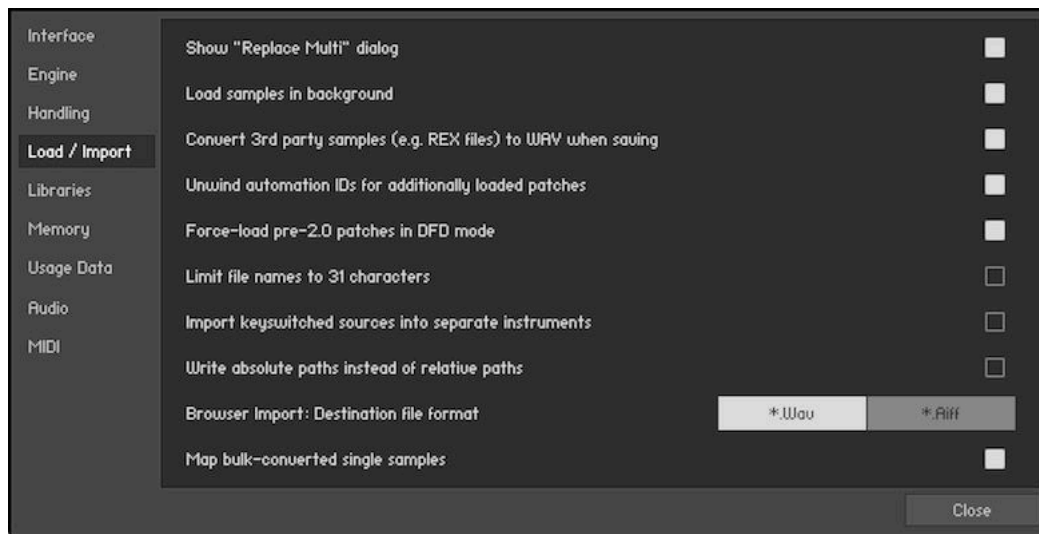 Interface
Engine
Handling
Load / Import
Libraries
Memory
Usage Data
Audio
MIDI
Show "Replace Multi" dialog
Load samples in background
Convert 3rd party samples (e.g. REX files) to WAV when saving
Unwind automation IDs for additionally loaded patches
Force-load pre-2.0 patches in DFD mode
Limit file names to 31 characters
Import keyswitched sources into separate instruments
Write absolute paths instead of relative paths
Browser Import: Destination file format *.Wav *.Aiff
Map bulk-converted single samples
Close